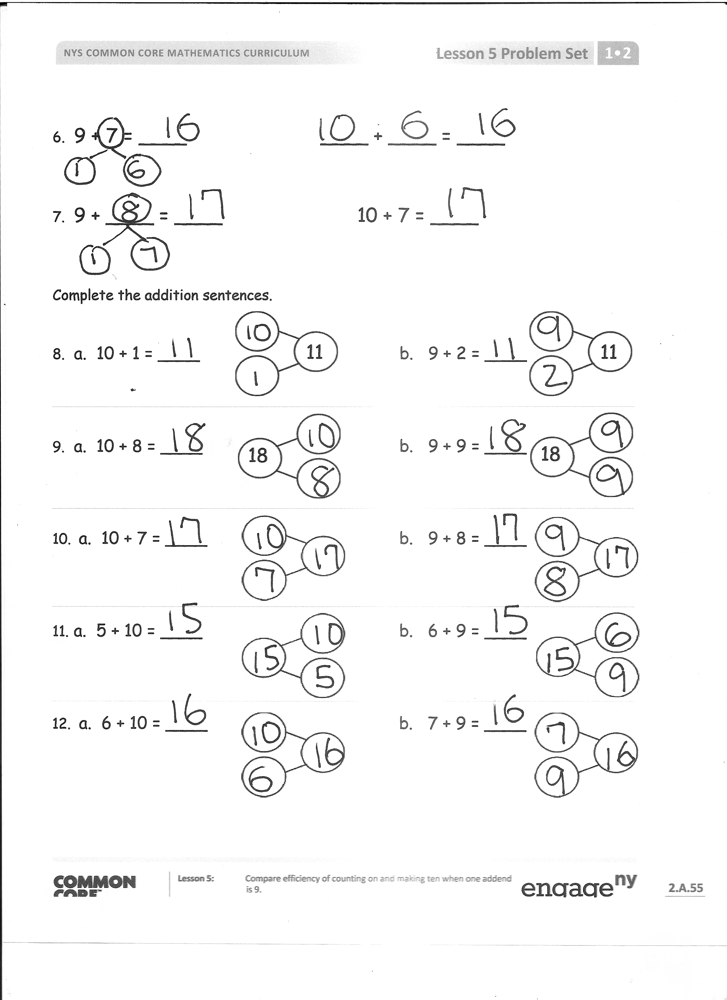 NYS COMMON CORE MATHEMATICS CURRICULUM Lesson 5 Problem Set 1•2
6. 9 + 7 = 16 10 + 6 = 16
1 6
7. 9 + 8 = 17 10 + 7 = 17
1 7
Complete the addition sentences.
10 9
8. a. 10 + 1 = 11 11 b. 9 + 2 = 11 11
1 2
10 9
9. a. 10 + 8 = 18 18 b. 9 + 9 = 18 18
8 9
10. a. 10 + 7 = 17 10 b. 9 + 8 = 17 9
17 17
7 8
11. a. 5 + 10 = 15 10 b. 6 + 9 = 15 6
15 15
5 9
12. a. 6 + 10 = 16 10 b. 7 + 9 = 16 7
16 16
6 9
COMMON CORE™ Lesson 5: Compare efficiency of counting on and making ten when one addend is 9. engage ny 2.A.55